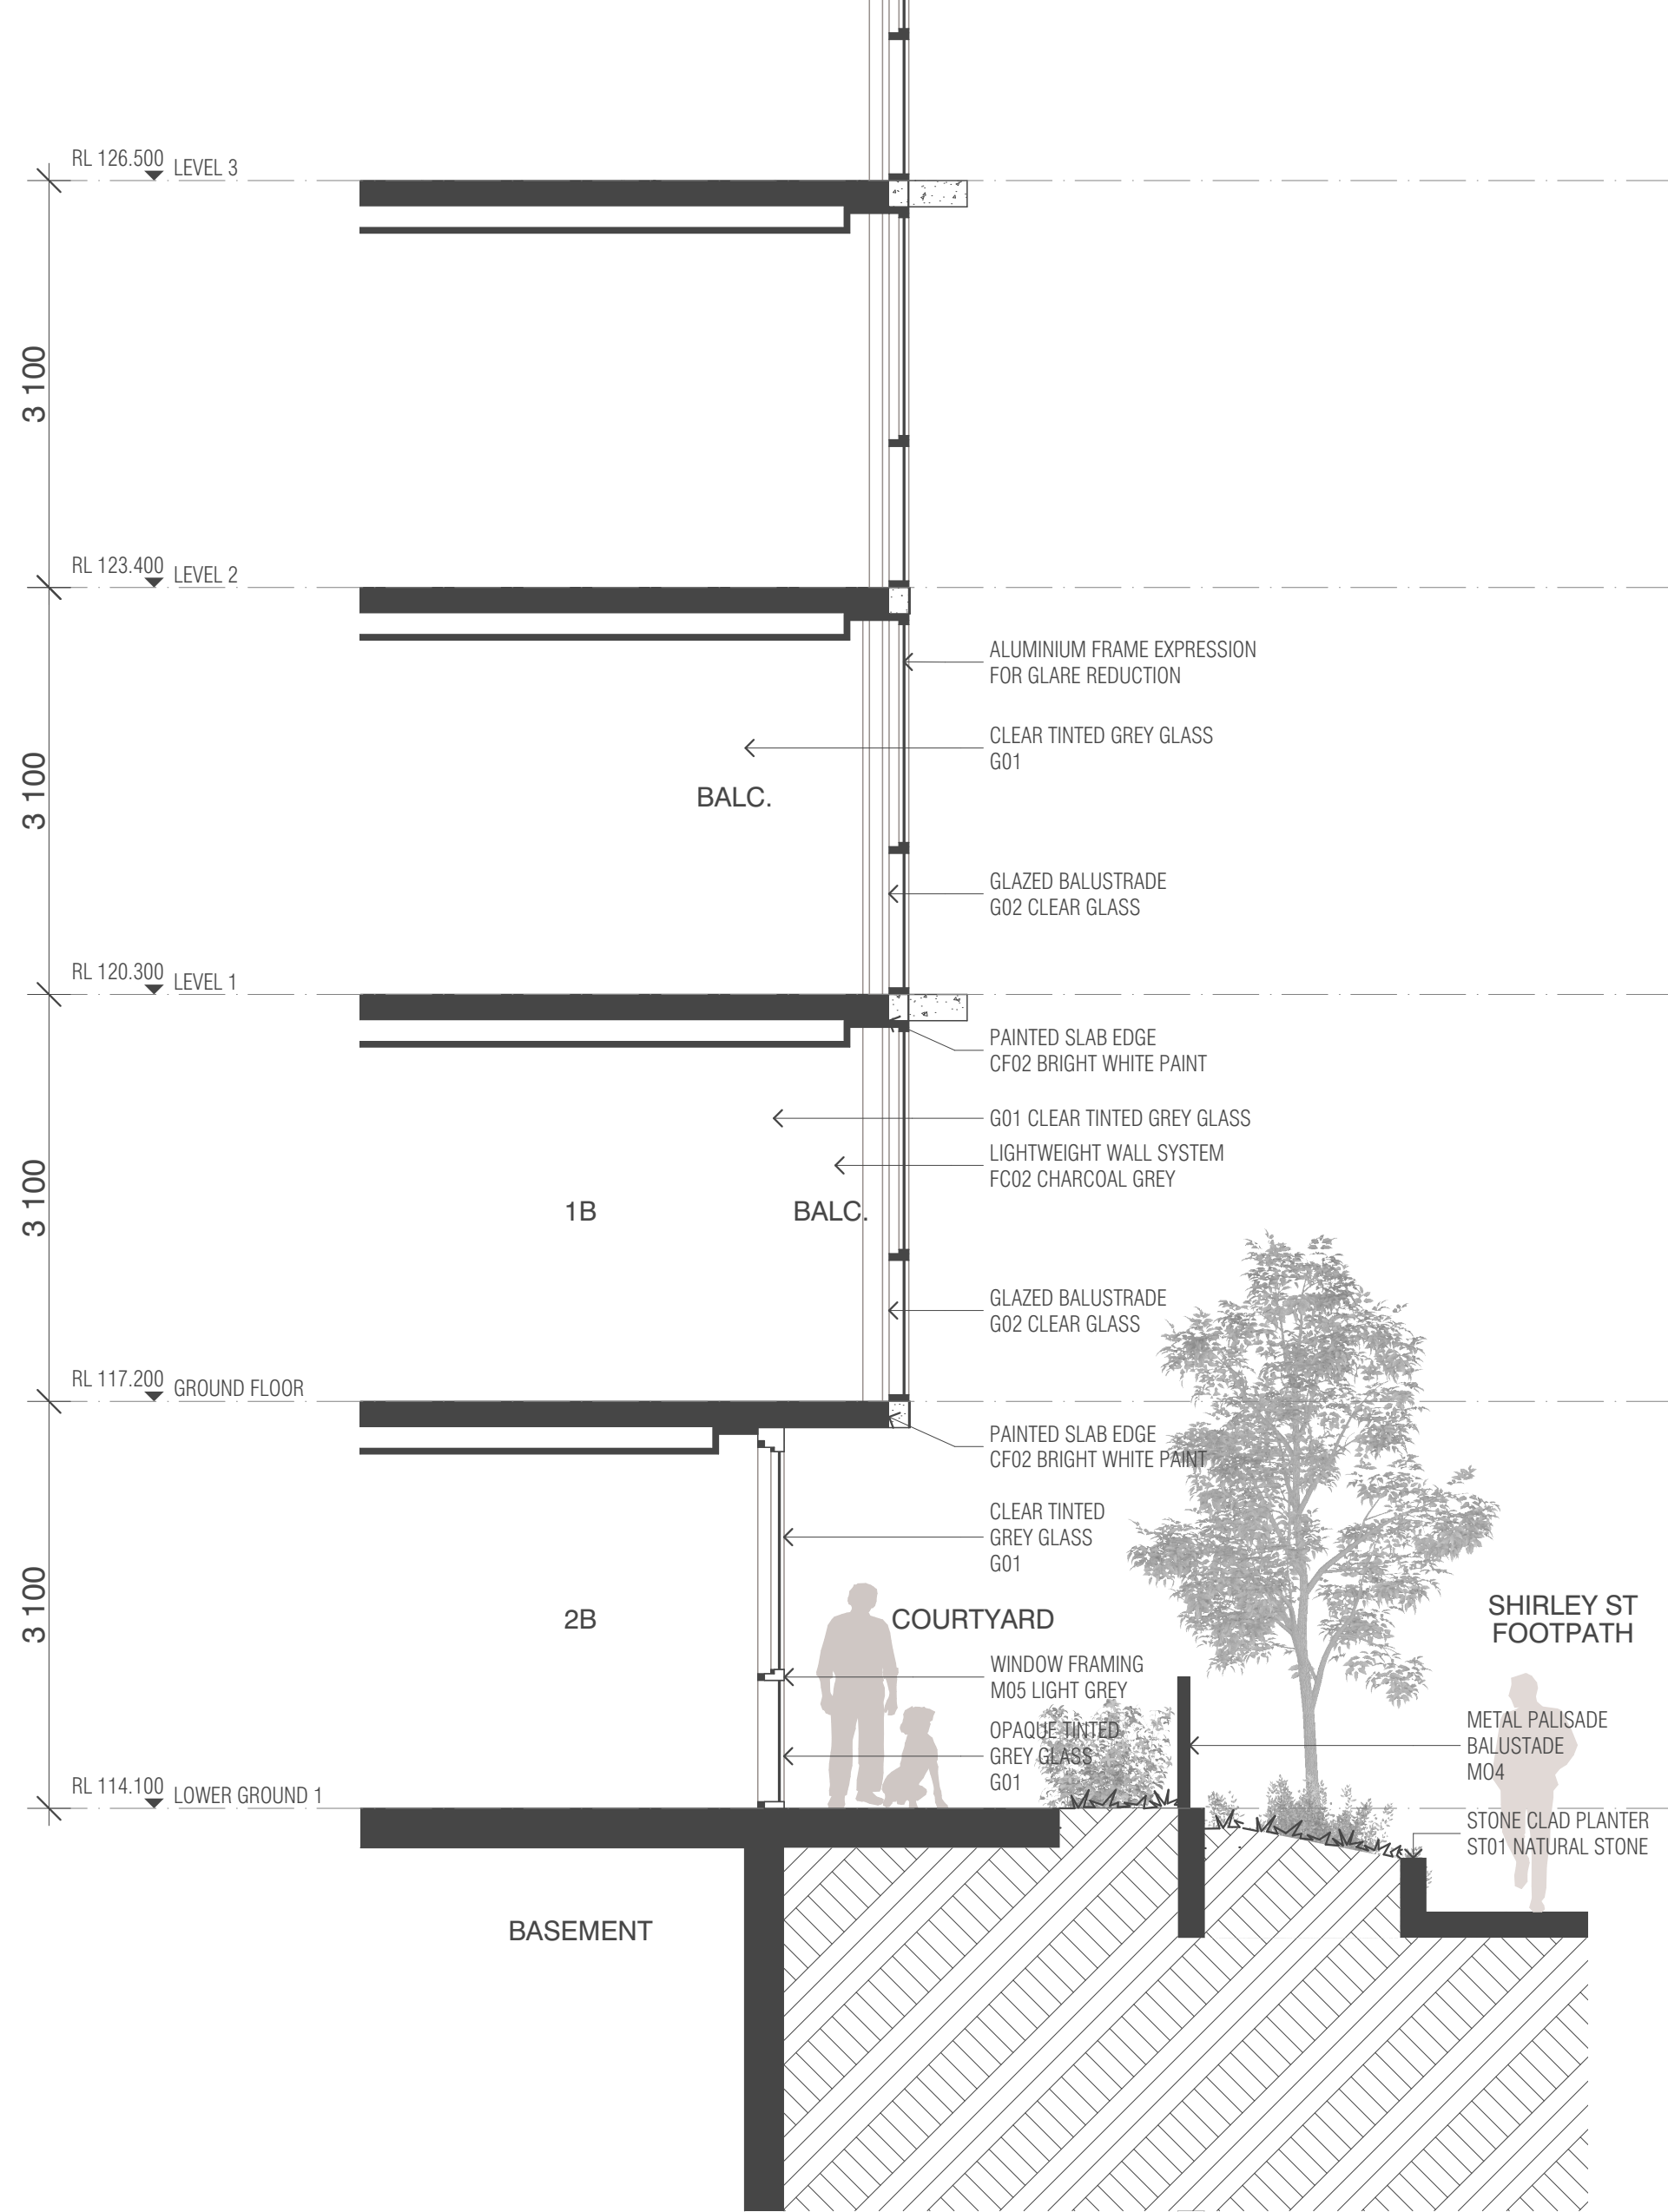 RL 126.500 LEVEL 3
3 100
RL 123.400 LEVEL 2
ALUMINIUM FRAME EXPRESSION
FOR GLARE REDUCTION
CLEAR TINTED GREY GLASS
G01
BALC.
3 100
GLAZED BALUSTRADE
G02 CLEAR GLASS
RL 120.300 LEVEL 1
PAINTED SLAB EDGE
CF02 BRIGHT WHITE PAINT
G01 CLEAR TINTED GREY GLASS
LIGHTWEIGHT WALL SYSTEM
FC02 CHARCOAL GREY
3 100
1B
BALC.
GLAZED BALUSTRADE
G02 CLEAR GLASS
RL 117.200 GROUND FLOOR
PAINTED SLAB EDGE
CF02 BRIGHT WHITE PAINT
CLEAR TINTED
GREY GLASS
G01
3 100
2B
COURTYARD
SHIRLEY ST
FOOTPATH
WINDOW FRAMING
M05 LIGHT GREY
OPAQUE TINTED
GREY GLASS
G01
METAL PALISADE
BALUSTADE
M04
RL 114.100 LOWER GROUND 1
STONE CLAD PLANTER
ST01 NATURAL STONE
BASEMENT